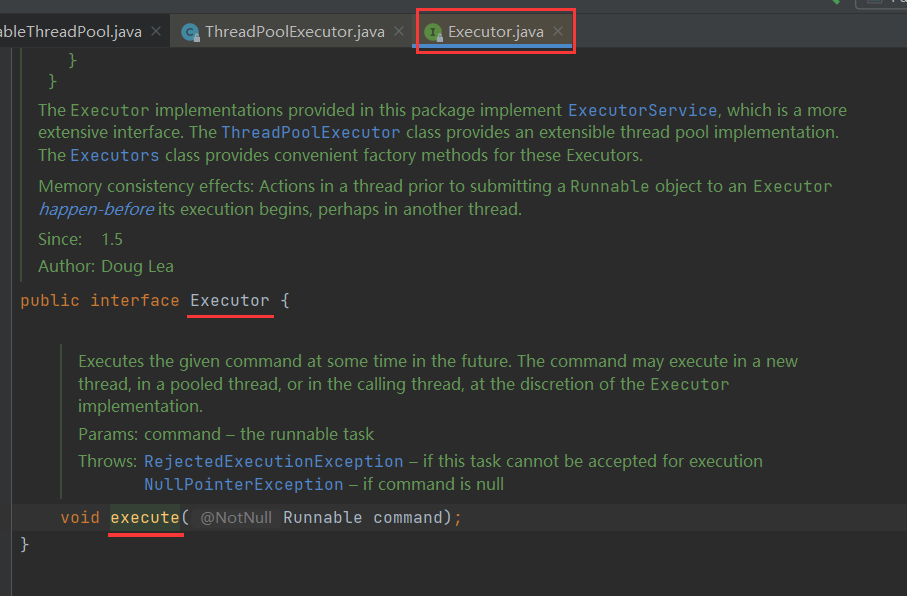 ableThreadPool.java × C ThreadPoolExecutor.java × I Executor.java ×
}
}
The Executor implementations provided in this package implement ExecutorService, which is a more
extensive interface. The ThreadPoolExecutor class provides an extensible thread pool implementation.
The Executors class provides convenient factory methods for these Executors.
Memory consistency effects: Actions in a thread prior to submitting a Runnable object to an Executor
happen-before its execution begins, perhaps in another thread.
Since: 1.5
Author: Doug Lea
public interface Executor {
Executes the given command at some time in the future. The command may execute in a new
thread, in a pooled thread, or in the calling thread, at the discretion of the Executor
implementation.
Params: command – the runnable task
Throws: RejectedExecutionException – if this task cannot be accepted for execution
NullPointerException – if command is null
void execute( @NotNull Runnable command);
}